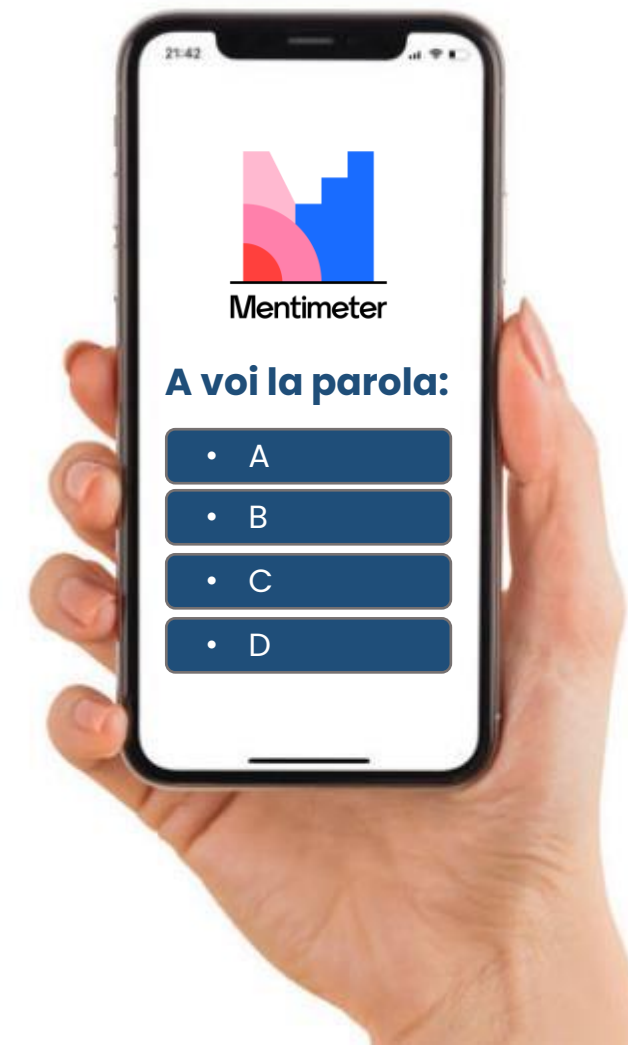 21:42
Mentimeter
A voi la parola:
• A
• B
• C
• D